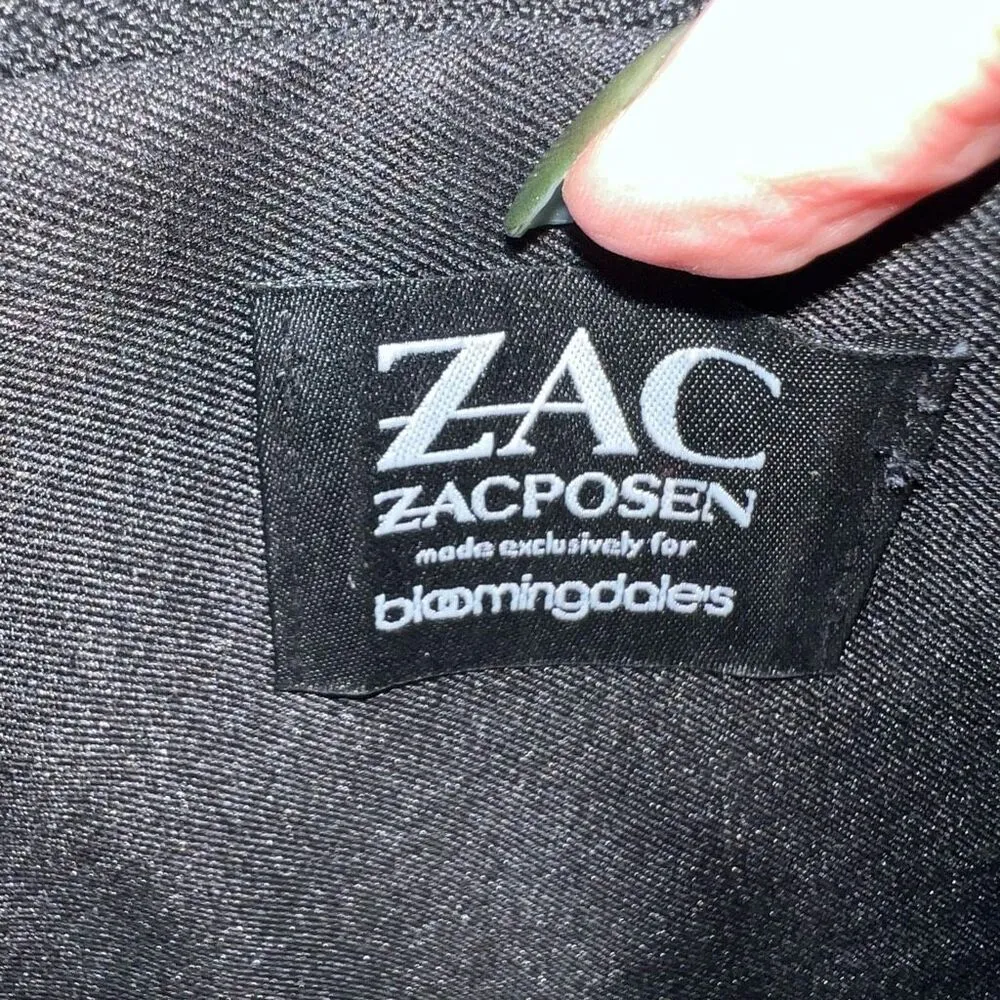 ZAC
ZACPOSEN
made exclusively for
bloomingdale's